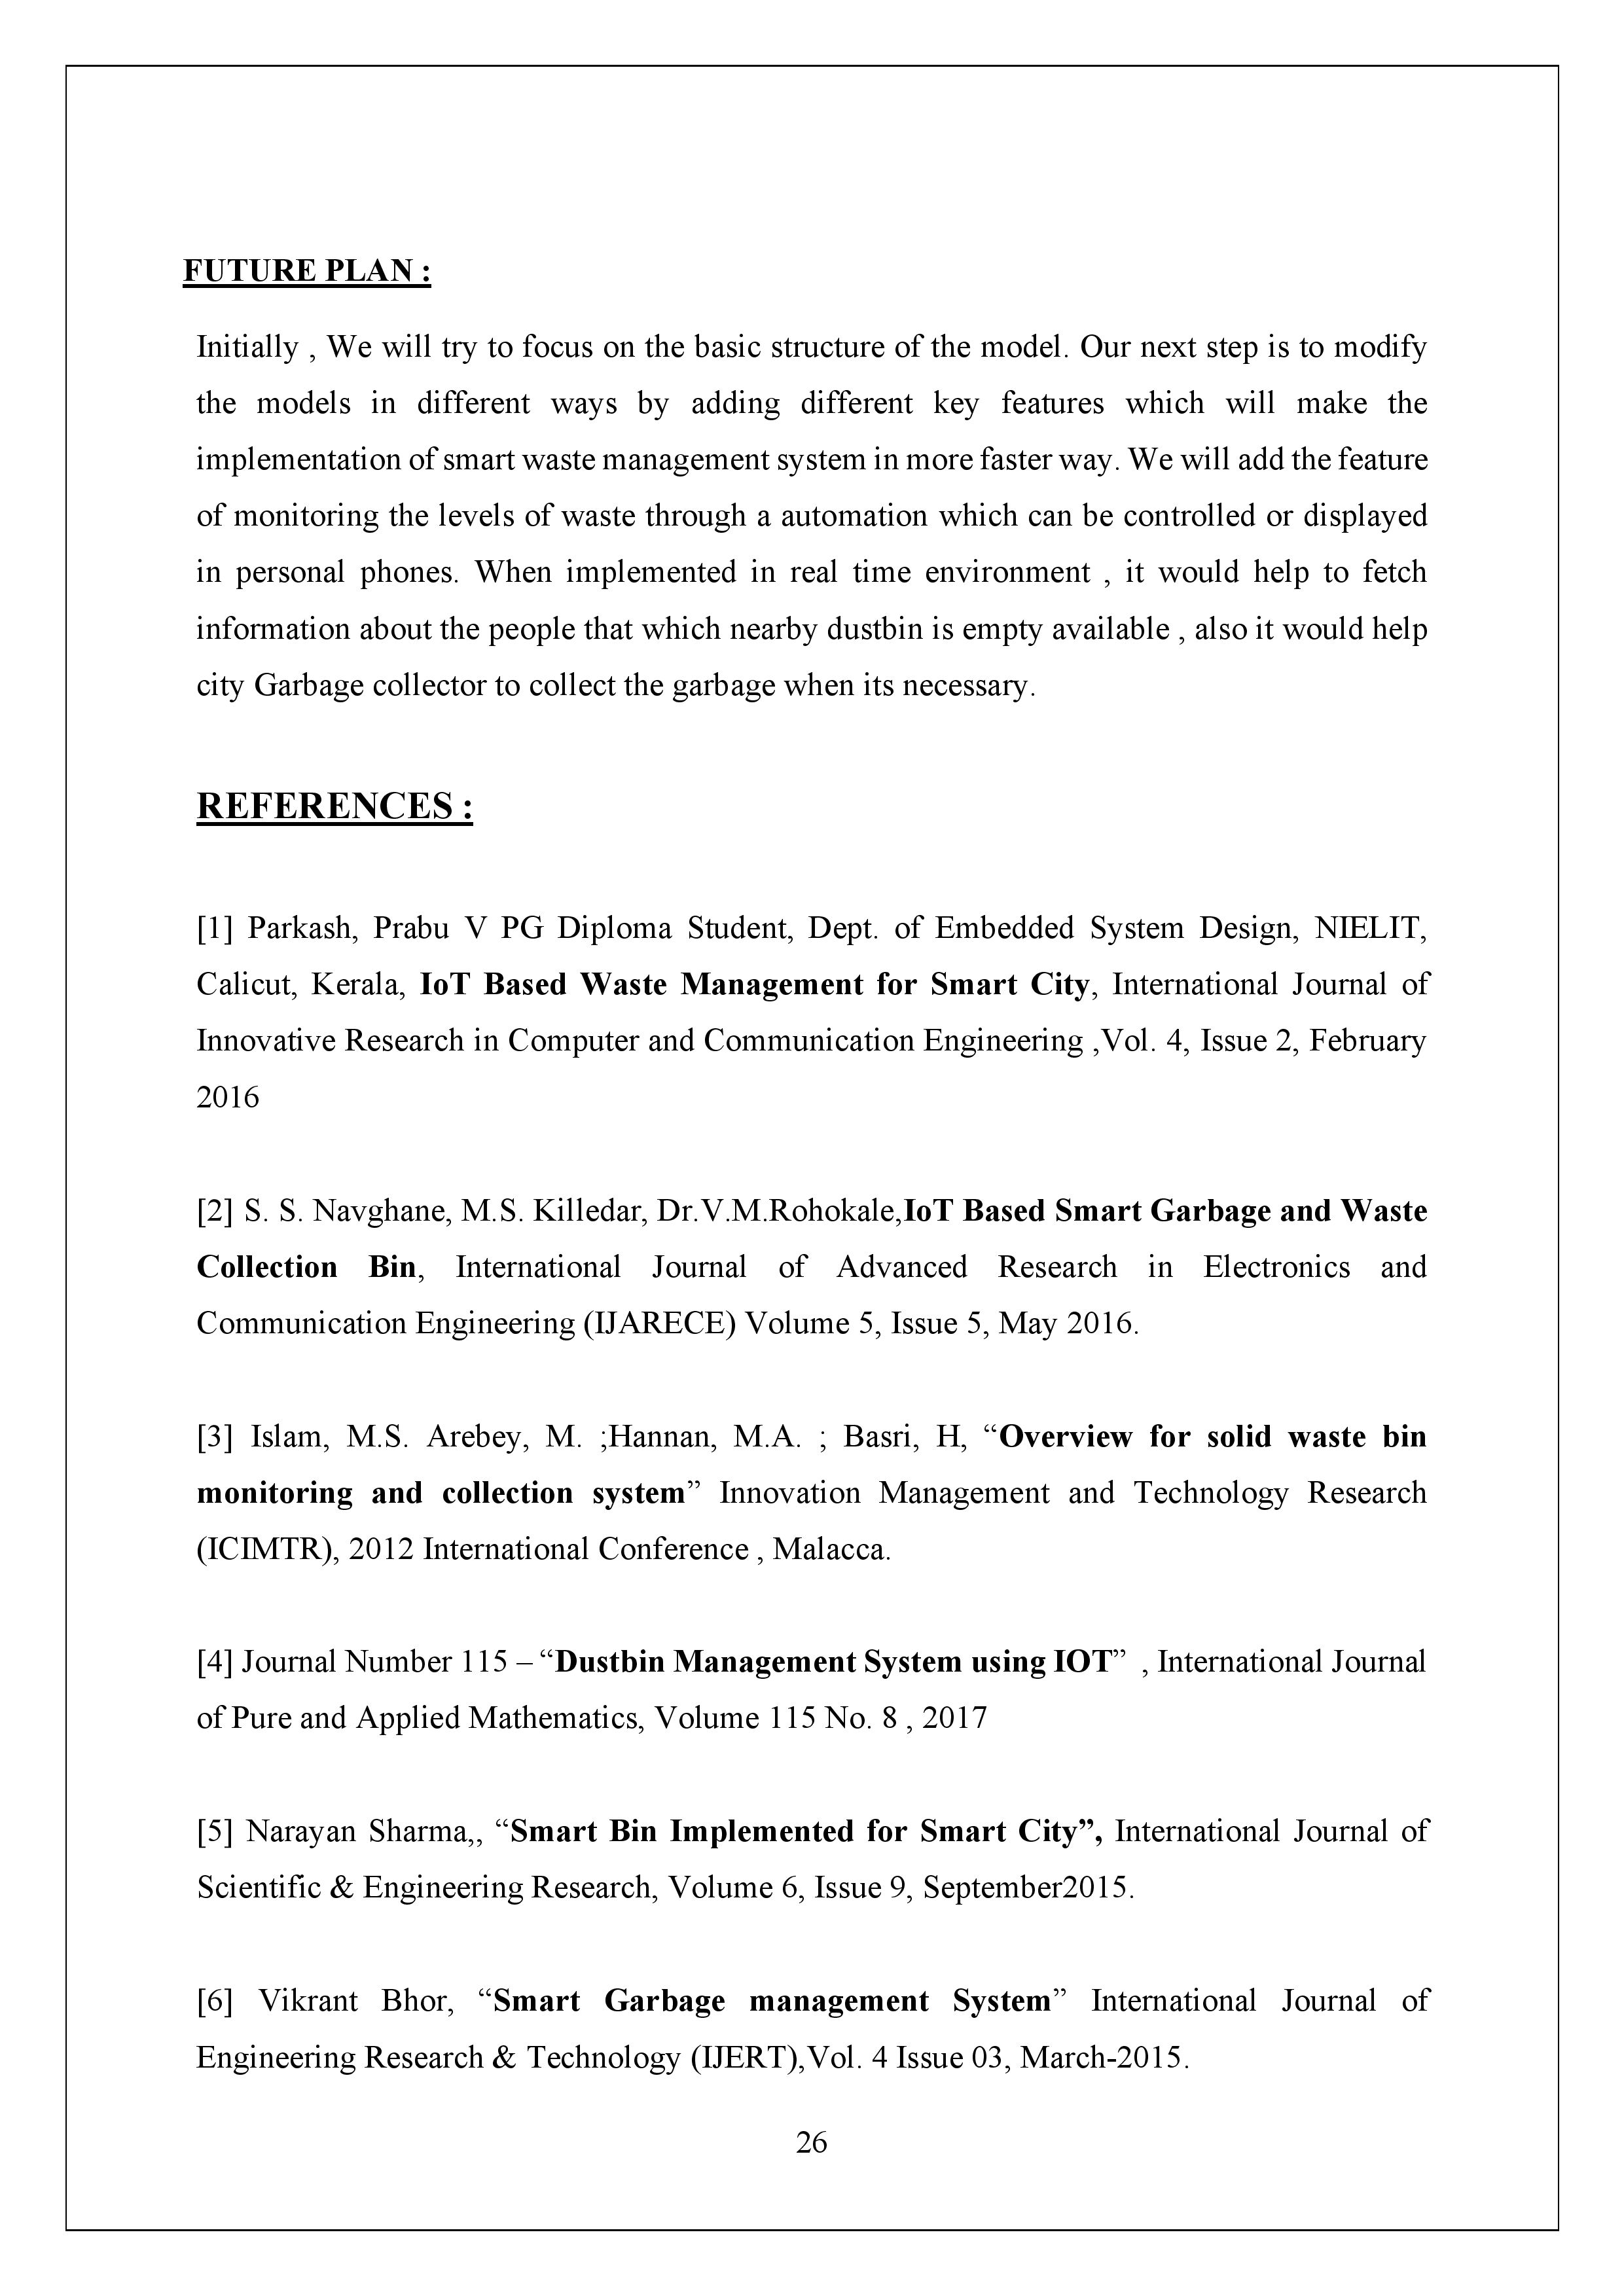 FUTURE PLAN :
Initially , We will try to focus on the basic structure of the model. Our next step is to modify
the models in different ways by adding different key features which will make the
implementation of smart waste management system in more faster way. We will add the feature
of monitoring the levels of waste through a automation which can be controlled or displayed
in personal phones. When implemented in real time environment , it would help to fetch
information about the people that which nearby dustbin is empty available , also it would help
city Garbage collector to collect the garbage when its necessary.
REFERENCES :
[1] Parkash, Prabu V PG Diploma Student, Dept. of Embedded System Design, NIELIT,
Calicut, Kerala, IoT Based Waste Management for Smart City, International Journal of
Innovative Research in Computer and Communication Engineering ,Vol. 4, Issue 2, February
2016
[2] S. S. Navghane, M.S. Killedar, Dr.V.M.Rohokale,IoT Based Smart Garbage and Waste
Collection Bin, International Journal of Advanced Research in Electronics and
Communication Engineering (IJARECE) Volume 5, Issue 5, May 2016.
[3] Islam, M.S. Arebey, M. ;Hannan, M.A. ; Basri, H, “Overview for solid waste bin
monitoring and collection system” Innovation Management and Technology Research
(ICIMTR), 2012 International Conference , Malacca.
[4] Journal Number 115 – “Dustbin Management System using IOT” , International Journal
of Pure and Applied Mathematics, Volume 115 No. 8 , 2017
[5] Narayan Sharma,, “Smart Bin Implemented for Smart City”, International Journal of
Scientific & Engineering Research, Volume 6, Issue 9, September2015.
[6] Vikrant Bhor, “Smart Garbage management System” International Journal of
Engineering Research & Technology (IJERT),Vol. 4 Issue 03, March-2015.
26